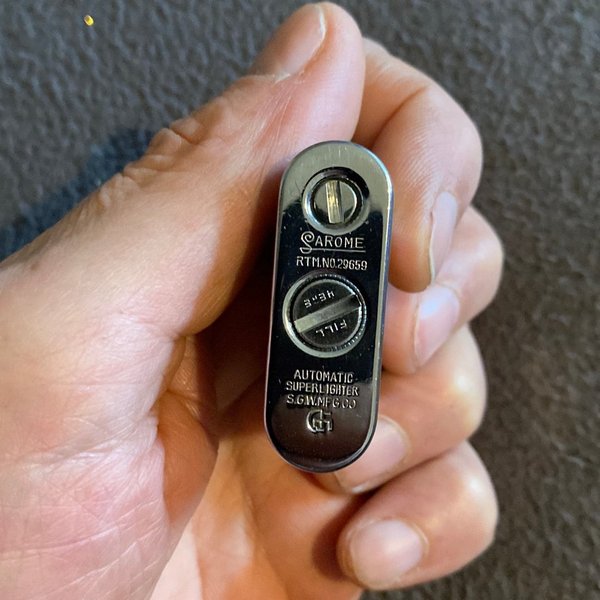 SAROME
RTM.NO.29659
FILL HERE
AUTOMATIC
SUPERLIGHTER
S.G.W.MFG CO